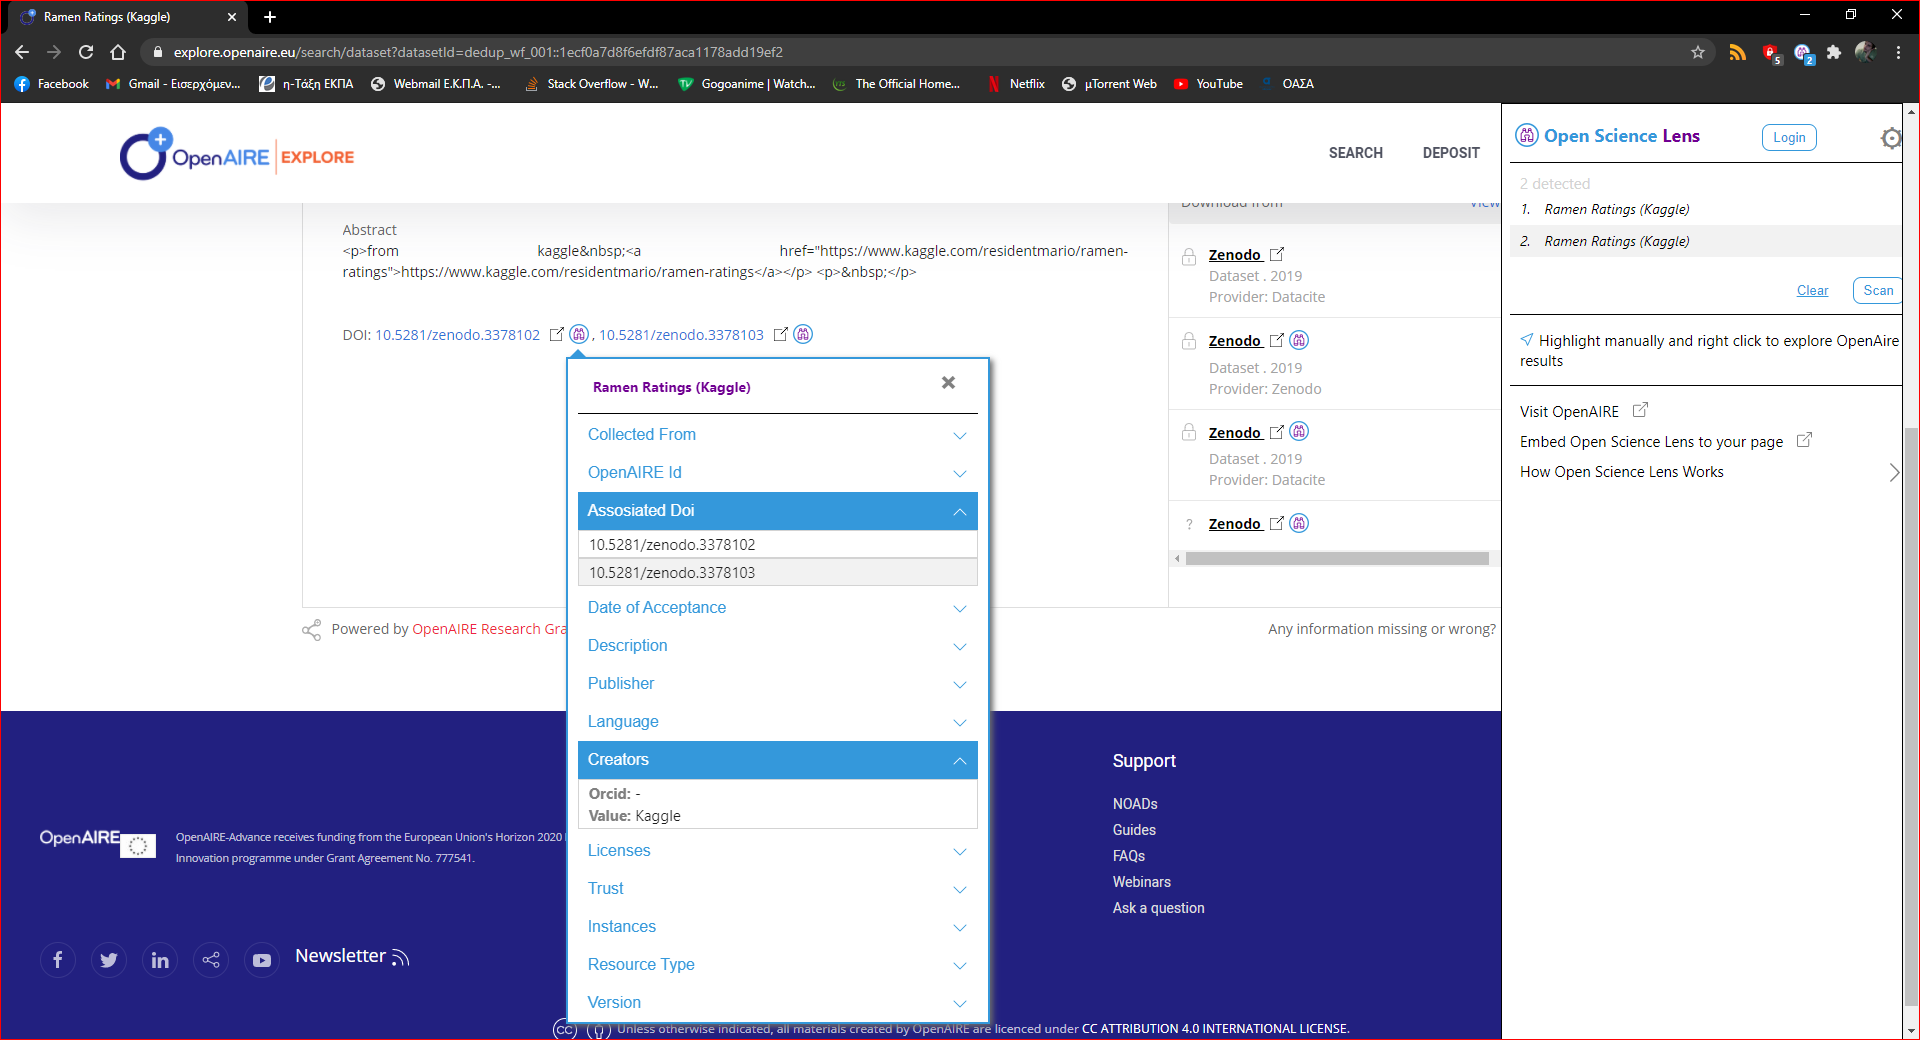 Ramen Ratings (Kaggle)
explore.openaire.eu/search/dataset?datasetId=dedup_wf_001::1ecf0a7d8f6efdf87aca1178add19ef2
5
2
Facebook
Gmail - Εισερχόμεν...
η-Τάξη ΕΚΠΑ
Webmail Ε.Κ.Π.Α. -...
Stack Overflow - W...
Gogoanime | Watch...
The Official Home...
Netflix
μTorrent Web
YouTube
ΟΑΣΑ
OpenAIRE EXPLORE
SEARCH
DEPOSIT
Download from
View
Abstract
<p>from kaggle&nbsp;<a href="https://www.kaggle.com/residentmario/ramen-
ratings">https://www.kaggle.com/residentmario/ramen-ratings</a></p> <p>&nbsp;</p>
DOI: 10.5281/zenodo.3378102 , 10.5281/zenodo.3378103
Zenodo
Dataset . 2019
Provider: Datacite
Zenodo
Dataset . 2019
Provider: Zenodo
Zenodo
Dataset . 2019
Provider: Datacite
? Zenodo
Ramen Ratings (Kaggle)
Collected From
OpenAIRE Id
Assosiated Doi
10.5281/zenodo.3378102
10.5281/zenodo.3378103
Date of Acceptance
Description
Publisher
Language
Creators
Orcid: -
Value: Kaggle
Licenses
Trust
Instances
Resource Type
Version
Powered by OpenAIRE Research Gra
Any information missing or wrong?
OpenAIRE
OpenAIRE-Advance receives funding from the European Union's Horizon 2020
Innovation programme under Grant Agreement No. 777541.
Newsletter
Support
NOADs
Guides
FAQs
Webinars
Ask a question
Unless otherwise indicated, all materials created by OpenAIRE are licenced under CC ATTRIBUTION 4.0 INTERNATIONAL LICENSE.
Open Science Lens
Login
2 detected
1. Ramen Ratings (Kaggle)
2. Ramen Ratings (Kaggle)
Clear
Scan
Highlight manually and right click to explore OpenAire
results
Visit OpenAIRE
Embed Open Science Lens to your page
How Open Science Lens Works